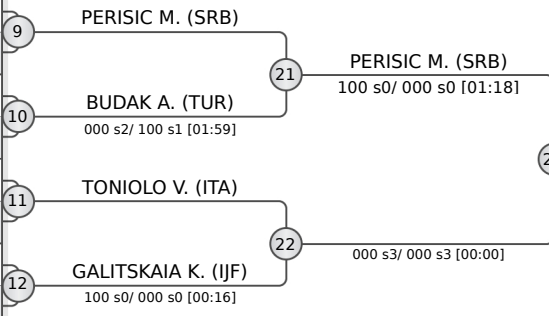 PERISIC M. (SRB)
9
21
PERISIC M. (SRB)
100 s0/ 000 s0 [01:18]
BUDAK A. (TUR)
10
000 s2/ 100 s1 [01:59]
2
TONIOLO V. (ITA)
11
22
000 s3/ 000 s3 [00:00]
GALITSKAIA K. (IJF)
12
100 s0/ 000 s0 [00:16]